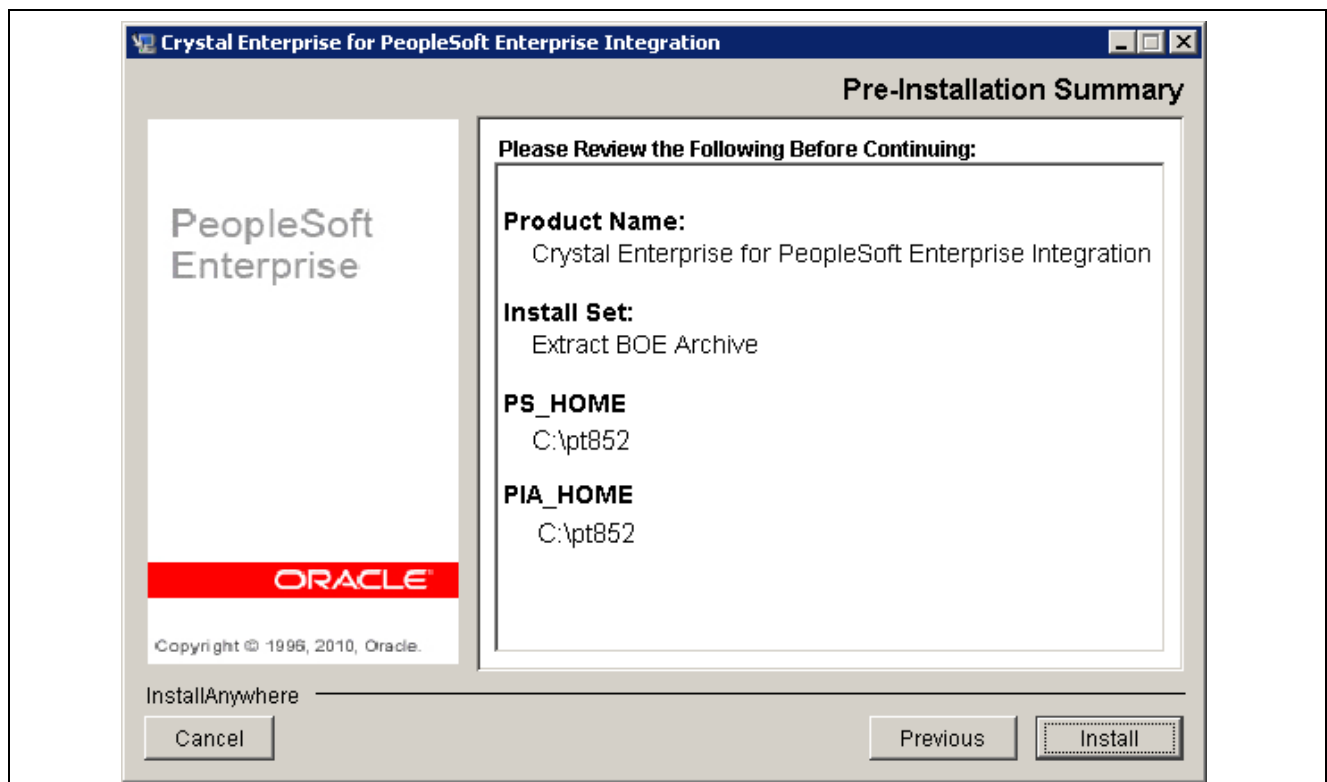 Crystal Enterprise for PeopleSoft Enterprise Integration
Pre-Installation Summary
PeopleSoft
Enterprise
ORACLE®
Copyright © 1996, 2010, Oracle.
Please Review the Following Before Continuing:
Product Name:
Crystal Enterprise for PeopleSoft Enterprise Integration
Install Set:
Extract BOE Archive
PS_HOME
C:\pt852
PIA_HOME
C:\pt852
InstallAnywhere
Cancel
Previous
Install